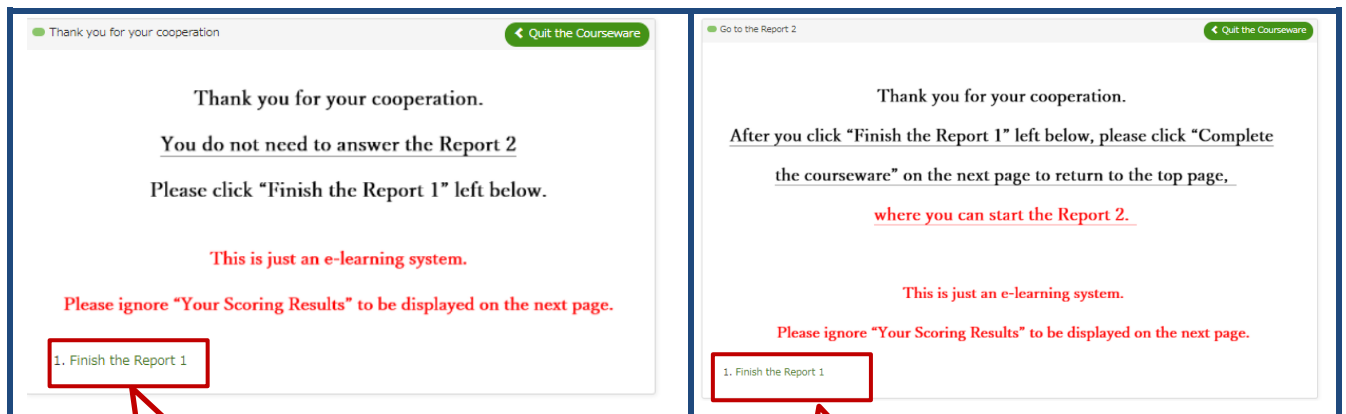 Thank you for your cooperation
Quit the Courseware
Thank you for your cooperation.
You do not need to answer the Report 2
Please click “Finish the Report 1” left below.
This is just an e-learning system.
Please ignore “Your Scoring Results” to be displayed on the next page.
1. Finish the Report 1
Go to the Report 2
Quit the Courseware
Thank you for your cooperation.
After you click “Finish the Report 1” left below, please click “Complete
the courseware” on the next page to return to the top page,
where you can start the Report 2.
This is just an e-learning system.
Please ignore “Your Scoring Results” to be displayed on the next page.
1. Finish the Report 1